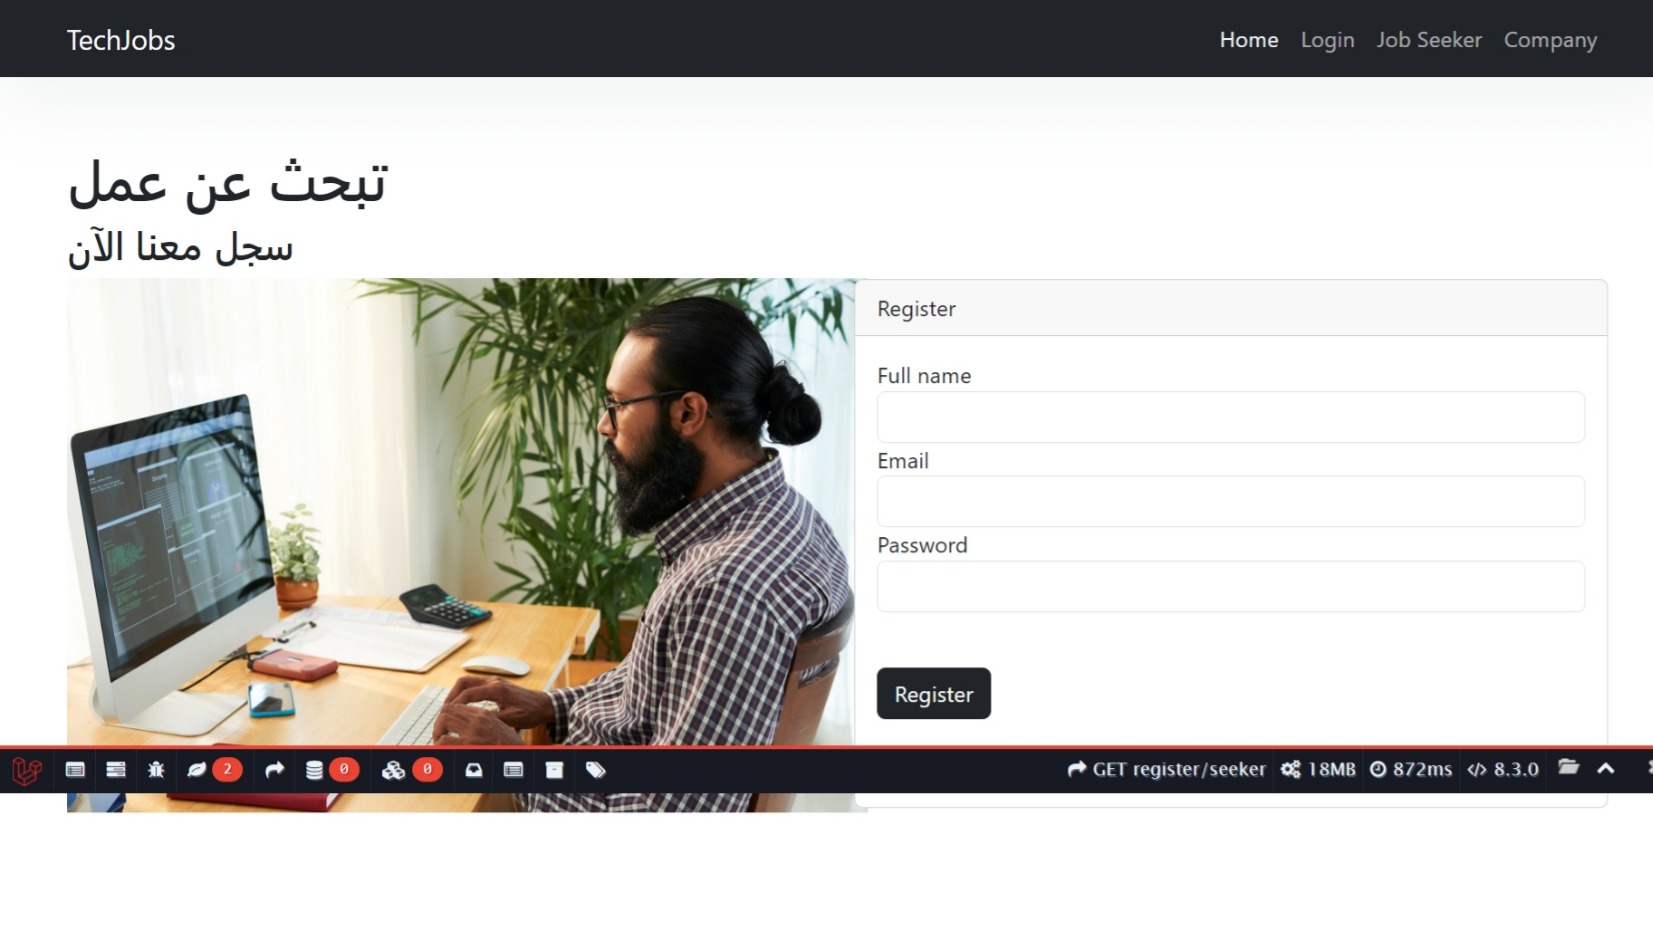 TechJobs
Home Login Job Seeker Company
تبحث عن عمل
سجل معنا الآن
Register
Full name
Email
Password
Register
2 0 0 GET register/seeker 18MB 872ms 8.3.0